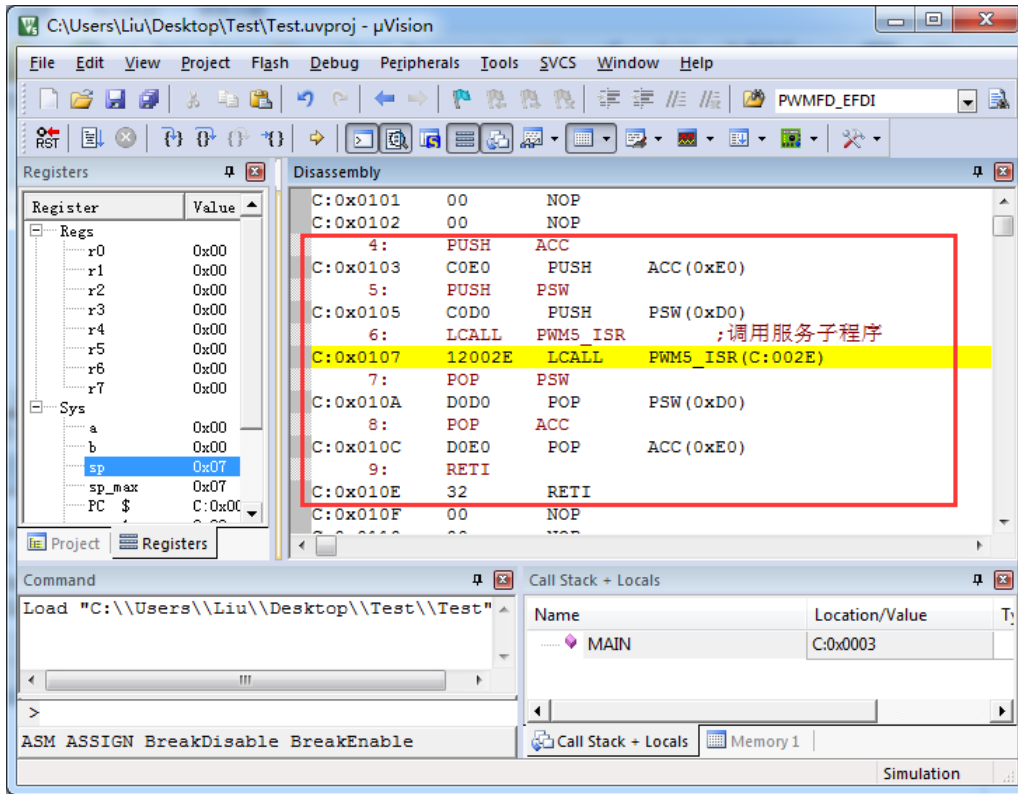 C:\Users\Liu\Desktop\Test\Test.uvproj - µVision
File Edit View Project Flash Debug Peripherals Tools SVCS Window Help
PWMFD_EFDI
RST
Registers
Disassembly
Register Value
Regs
r0 0x00
r1 0x00
r2 0x00
r3 0x00
r4 0x00
r5 0x00
r6 0x00
r7 0x00
Sys
a 0x00
b 0x00
sp 0x07
sp_max 0x07
PC $ C:0x00
Project Registers
C:0x0101 00 NOP
C:0x0102 00 NOP
4: PUSH ACC
C:0x0103 C0E0 PUSH ACC(0xE0)
5: PUSH PSW
C:0x0105 C0D0 PUSH PSW(0xD0)
6: LCALL PWM5_ISR ;调用服务子程序
C:0x0107 12002E LCALL PWM5_ISR(C:002E)
7: POP PSW
C:0x010A D0D0 POP PSW(0xD0)
8: POP ACC
C:0x010C D0E0 POP ACC(0xE0)
9: RETI
C:0x010E 32 RETI
C:0x010F 00 NOP
Command
Load "C:\\Users\\Liu\\Desktop\\Test\\Test"
>
ASM ASSIGN BreakDisable BreakEnable
Call Stack + Locals
Name Location/Value
MAIN C:0x0003
Call Stack + Locals Memory 1
Simulation